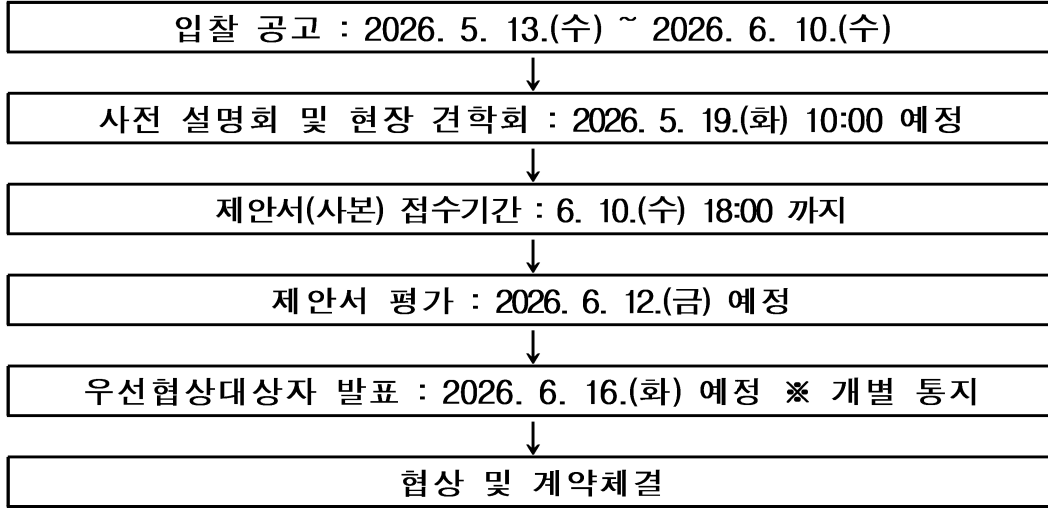 입찰 공고 : 2026. 5. 13.(수) ~ 2026. 6. 10.(수)
↓
사전 설명회 및 현장 견학회 : 2026. 5. 19.(화) 10:00 예정
↓
제안서(사본) 접수기간 : 6. 10.(수) 18:00 까지
↓
제안서 평가 : 2026. 6. 12.(금) 예정
↓
우선협상대상자 발표 : 2026. 6. 16.(화) 예정 ※ 개별 통지
↓
협상 및 계약체결